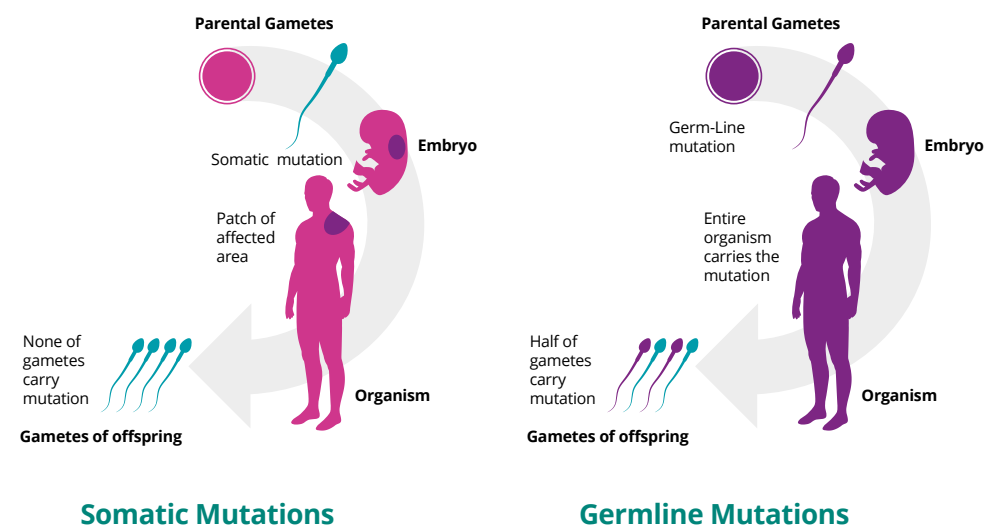 Parental Gametes
Somatic mutation
Embryo
Patch of
affected
area
None of
gametes
carry
mutation
Organism
Gametes of offspring
Somatic Mutations
Parental Gametes
Germ-Line
mutation
Embryo
Entire
organism
carries the
mutation
Half of
gametes
carry
mutation
Organism
Gametes of offspring
Germline Mutations